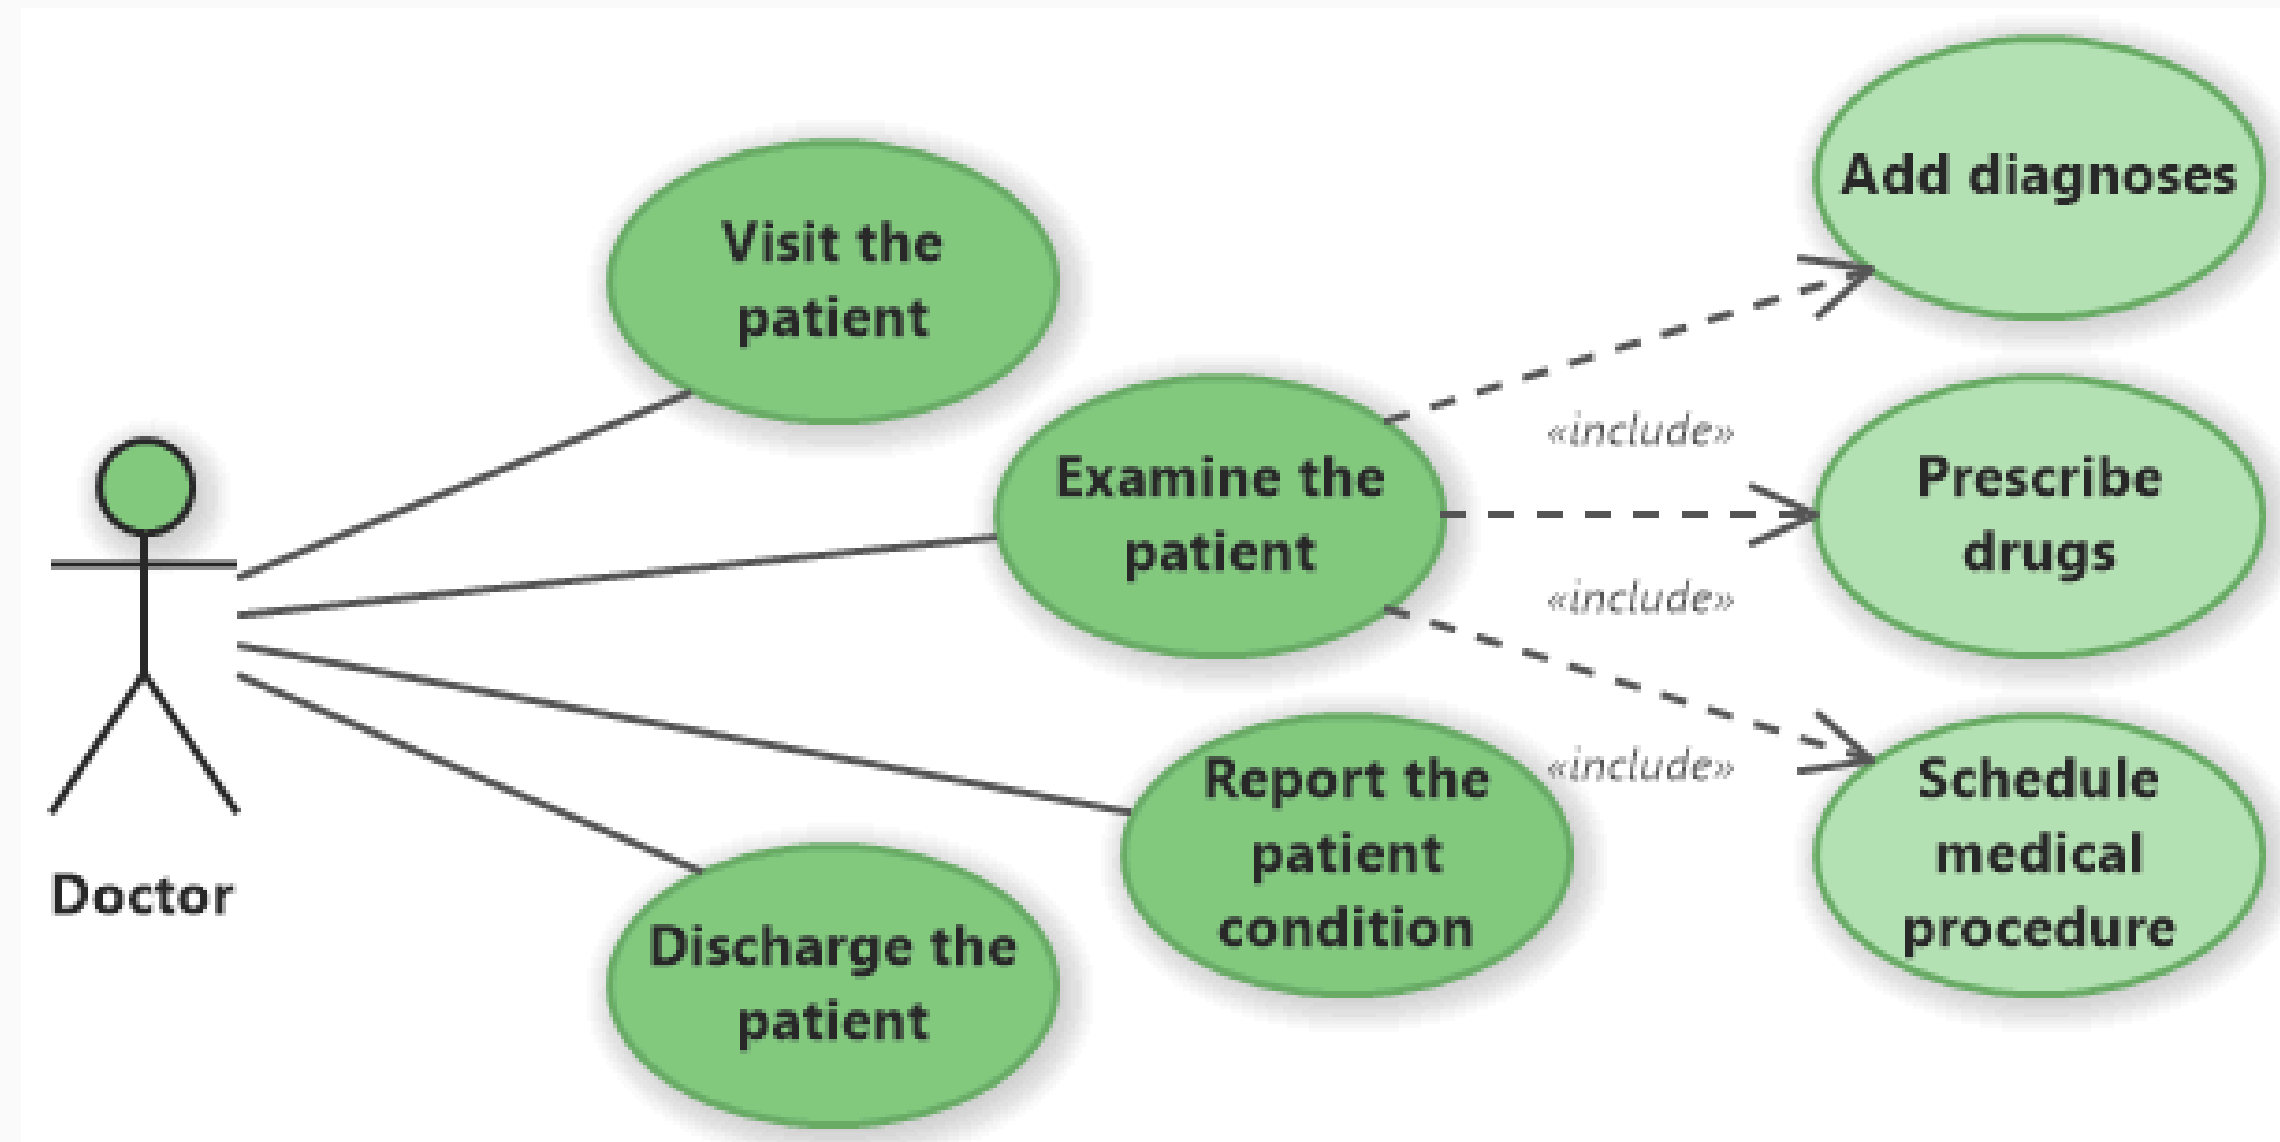 Add diagnoses
Visit the
patient
«include»
Examine the
patient
Prescribe
drugs
«include»
«include»
Report the
patient
condition
Schedule
medical
procedure
Doctor
Discharge the
patient